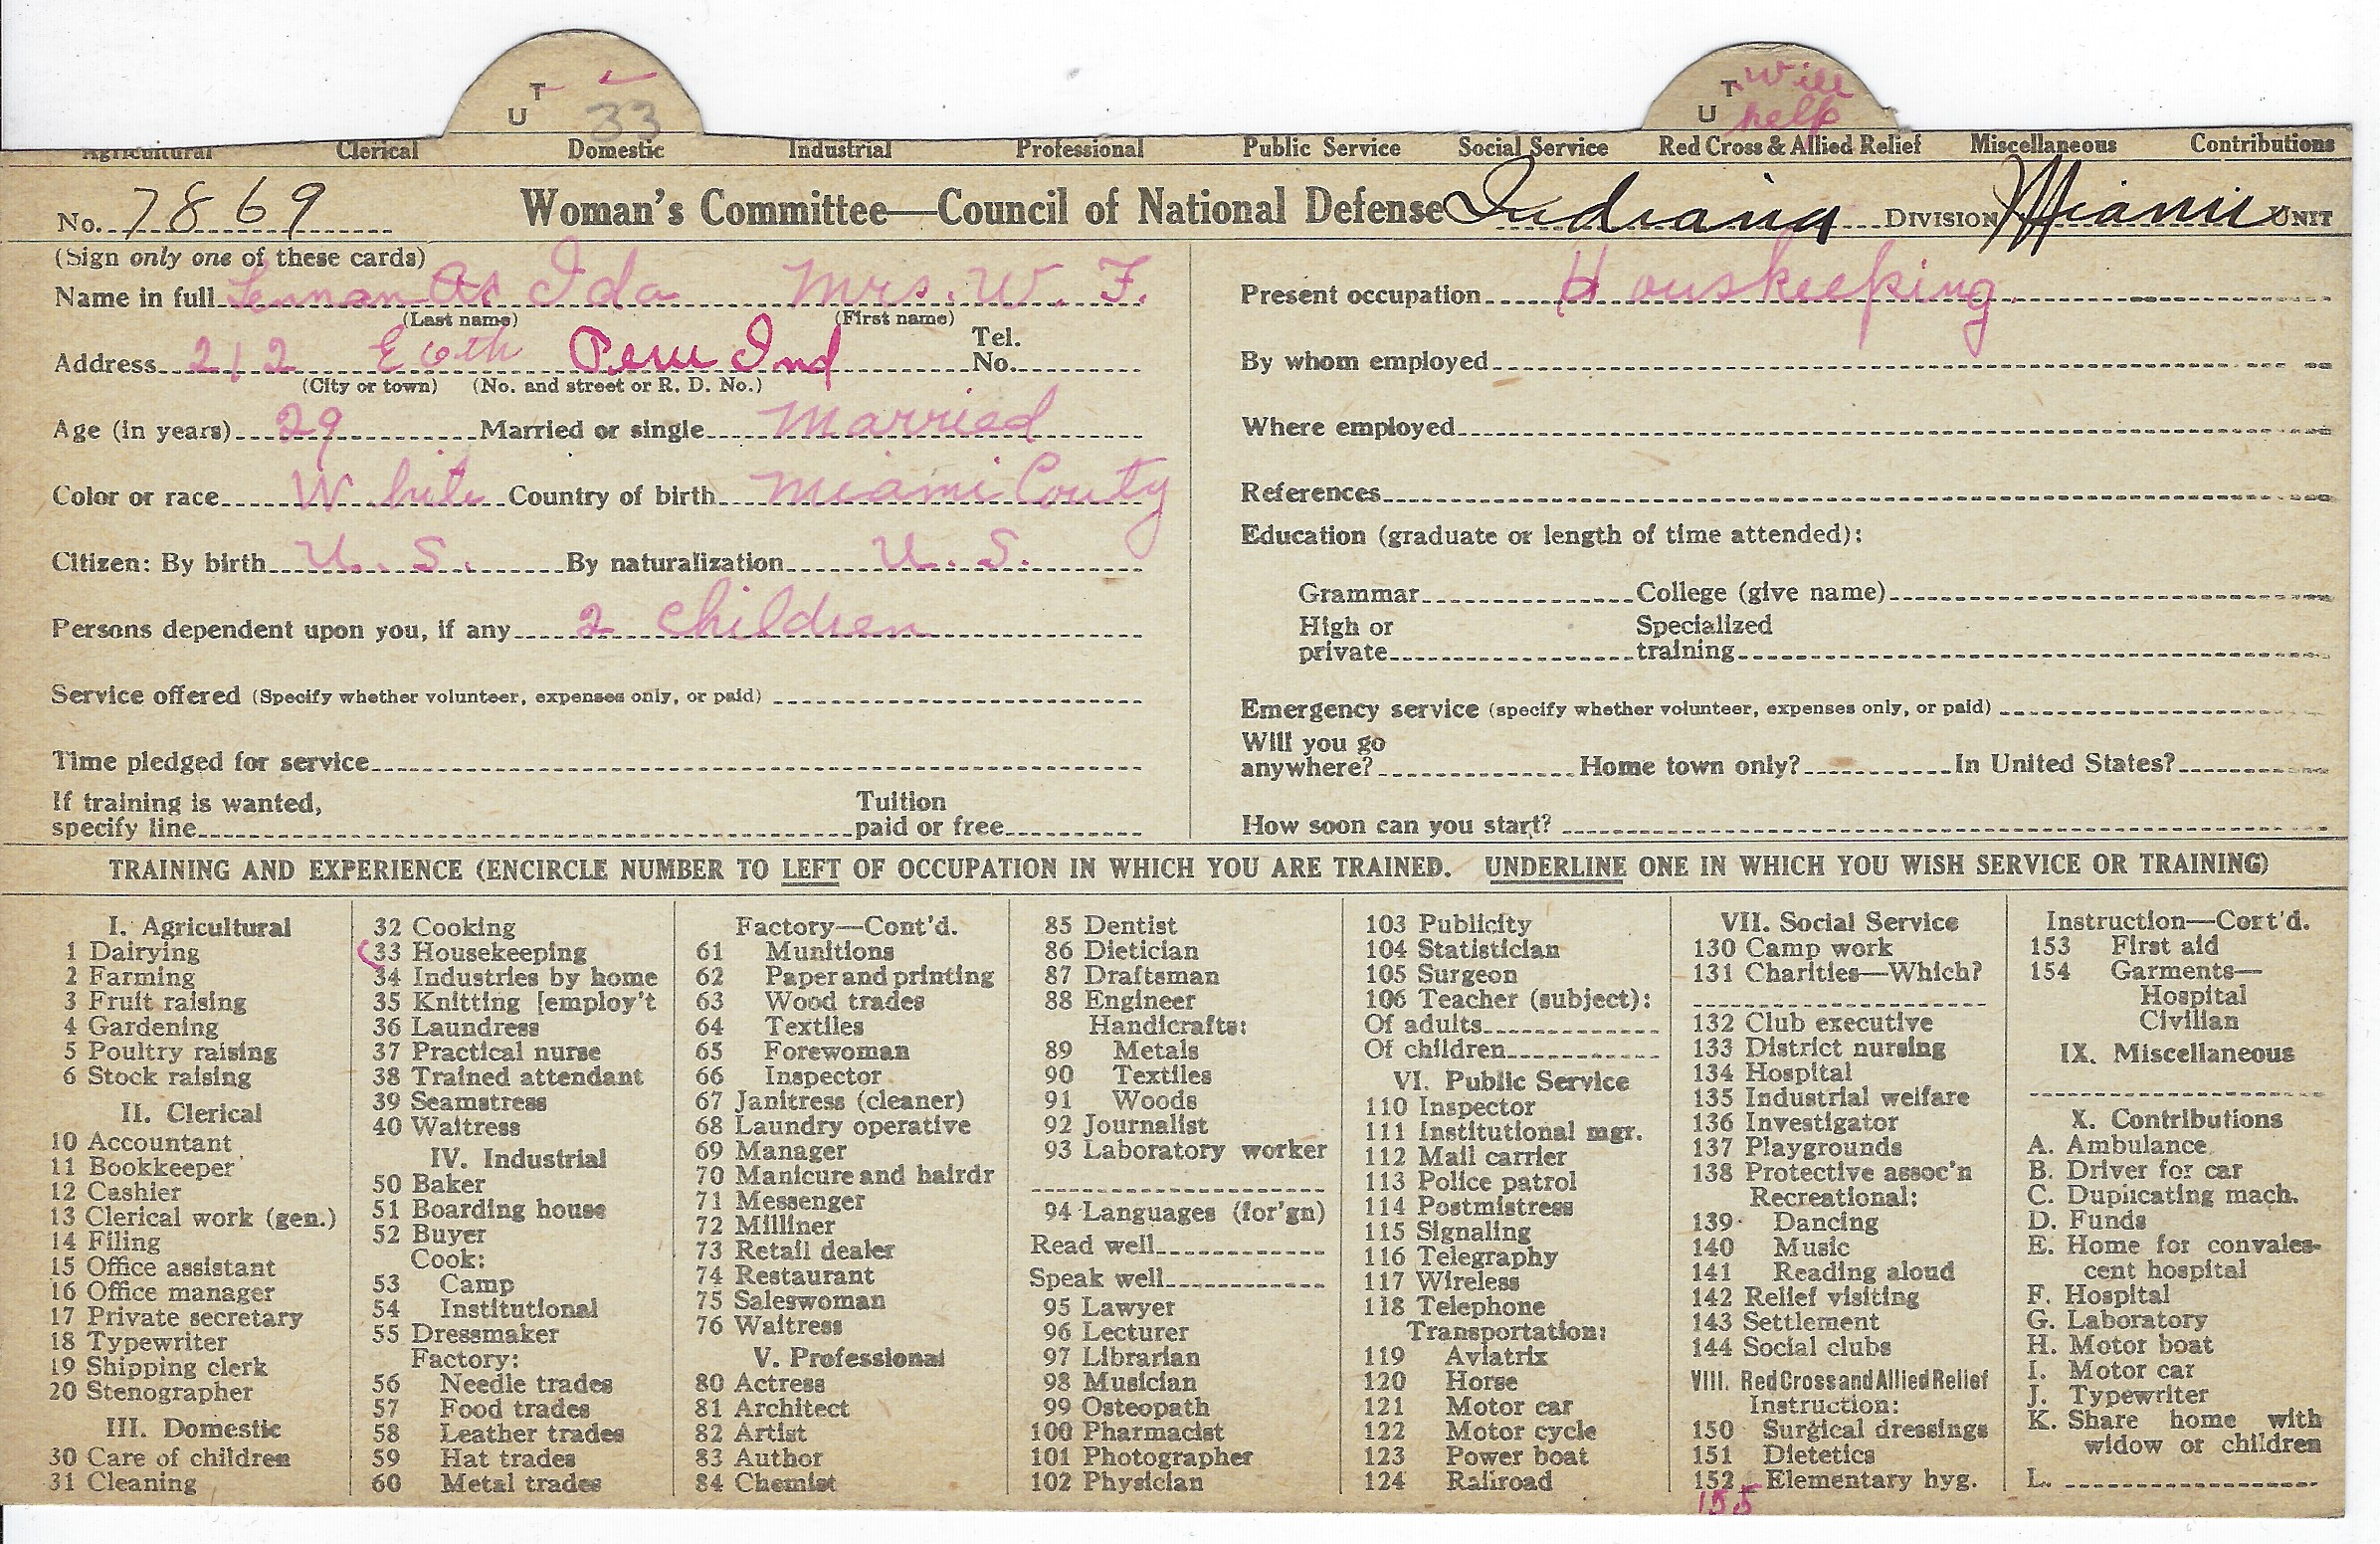 T
U 33
T Will
U help
Agricultural Clerical Domestic Industrial Professional Public Service Social Service Red Cross & Allied Relief Miscellaneous Contributions
No. 7869 Woman's Committee—Council of National Defense Indiana DIVISION Miami UNIT
(Sign only one of these cards)
Name in full Ida Mrs. W. F.
(Last name) (First name)
Address 212 E 6th Peru Ind Tel. No.
(City or town) (No. and street or R. D. No.)
Age (in years) 29 Married or single Married
Color or race White Country of birth Miami Couty
Citizen: By birth U. S. By naturalization U. S.
Persons dependent upon you, if any 2 children
Service offered (Specify whether volunteer, expenses only, or paid)
Time pledged for service
If training is wanted, specify line Tuition paid or free
Present occupation Houskeeping.
By whom employed
Where employed
References
Education (graduate or length of time attended):
Grammar College (give name)
High or private Specialized training
Emergency service (specify whether volunteer, expenses only, or paid)
Will you go anywhere? Home town only? In United States?
How soon can you start?
TRAINING AND EXPERIENCE (ENCIRCLE NUMBER TO LEFT OF OCCUPATION IN WHICH YOU ARE TRAINED. UNDERLINE ONE IN WHICH YOU WISH SERVICE OR TRAINING)
I. Agricultural
1 Dairying
2 Farming
3 Fruit raising
4 Gardening
5 Poultry raising
6 Stock raising
II. Clerical
10 Accountant
11 Bookkeeper
12 Cashier
13 Clerical work (gen.)
14 Filing
15 Office assistant
16 Office manager
17 Private secretary
18 Typewriter
19 Shipping clerk
20 Stenographer
III. Domestic
30 Care of children
31 Cleaning
32 Cooking
33 Housekeeping
34 Industries by home
35 Knitting [employ't
36 Laundress
37 Practical nurse
38 Trained attendant
39 Seamstress
40 Waitress
IV. Industrial
50 Baker
51 Boarding house
52 Buyer
Cook:
53 Camp
54 Institutional
55 Dressmaker
Factory:
56 Needle trades
57 Food trades
58 Leather trades
59 Hat trades
60 Metal trades
Factory—Cont'd.
61 Munitions
62 Paper and printing
63 Wood trades
64 Textiles
65 Forewoman
66 Inspector
67 Janitress (cleaner)
68 Laundry operative
69 Manager
70 Manicure and hairdr
71 Messenger
72 Milliner
73 Retail dealer
74 Restaurant
75 Saleswoman
76 Waitress
V. Professional
80 Actress
81 Architect
82 Artist
83 Author
84 Chemist
85 Dentist
86 Dietician
87 Draftsman
88 Engineer
Handicrafts:
89 Metals
90 Textiles
91 Woods
92 Journalist
93 Laboratory worker
94 Languages (for'gn)
Read well
Speak well
95 Lawyer
96 Lecturer
97 Librarian
98 Musician
99 Osteopath
100 Pharmacist
101 Photographer
102 Physician
103 Publicity
104 Statistician
105 Surgeon
106 Teacher (subject):
Of adults
Of children
VI. Public Service
110 Inspector
111 Institutional mgr.
112 Mail carrier
113 Police patrol
114 Postmistress
115 Signaling
116 Telegraphy
117 Wireless
118 Telephone
Transportation:
119 Aviatrix
120 Horse
121 Motor car
122 Motor cycle
123 Power boat
124 Railroad
VII. Social Service
130 Camp work
131 Charities—Which?
132 Club executive
133 District nursing
134 Hospital
135 Industrial welfare
136 Investigator
137 Playgrounds
138 Protective assoc'n
Recreational:
139 Dancing
140 Music
141 Reading aloud
142 Relief visiting
143 Settlement
144 Social clubs
VIII. Red Cross and Allied Relief
Instruction:
150 Surgical dressings
151 Dietetics
152 Elementary hyg.
155
Instruction—Cort'd.
153 First aid
154 Garments—
Hospital
Civilian
IX. Miscellaneous
X. Contributions
A. Ambulance
B. Driver for car
C. Duplicating mach.
D. Funds
E. Home for convales-
cent hospital
F. Hospital
G. Laboratory
H. Motor boat
I. Motor car
J. Typewriter
K. Share home with
widow or children
L.